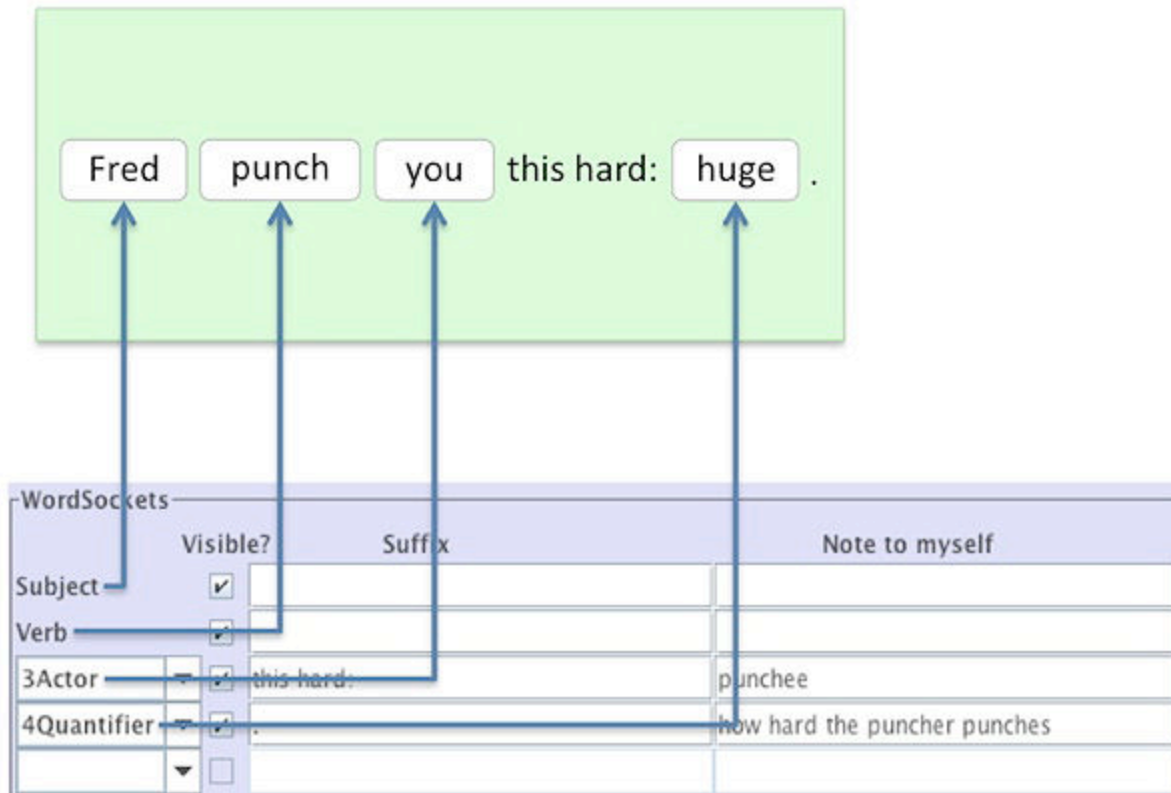 Fred punch you this hard: huge .
WordSockets
Visible? Suffix Note to myself
Subject
Verb
3Actor this hard: punchee
4Quantifier . how hard the puncher punches